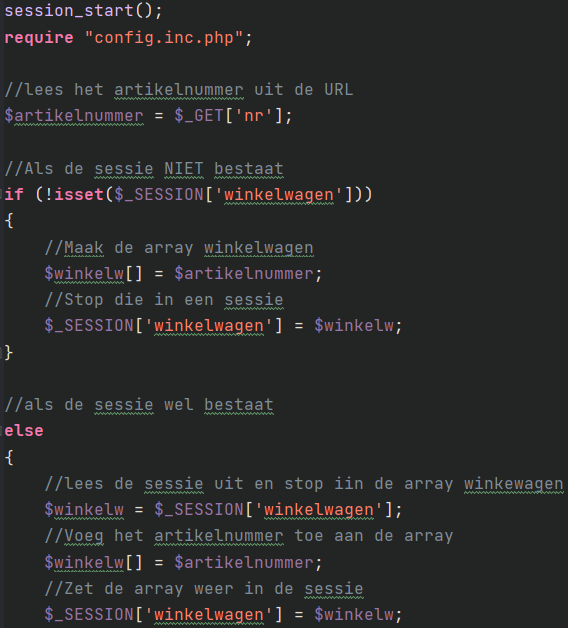 session_start();
require "config.inc.php";
//lees het artikelnummer uit de URL
$artikelnummer = $_GET['nr'];
//Als de sessie NIET bestaat
if (!isset($_SESSION['winkelwagen']))
{
//Maak de array winkelwagen
$winkelw[] = $artikelnummer;
//Stop die in een sessie
$_SESSION['winkelwagen'] = $winkelw;
}
//als de sessie wel bestaat
else
{
//lees de sessie uit en stop iin de array winkewagen
$winkelw = $_SESSION['winkelwagen'];
//Voeg het artikelnummer toe aan de array
$winkelw[] = $artikelnummer;
//Zet de array weer in de sessie
$_SESSION['winkelwagen'] = $winkelw;